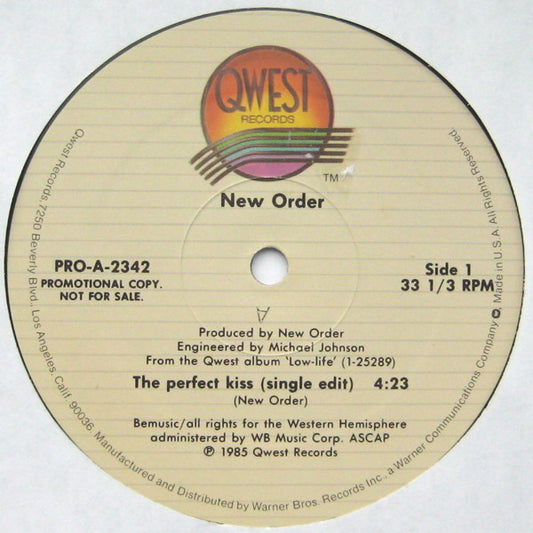 QWEST
RECORDS
TM
New Order
PRO-A-2342
PROMOTIONAL COPY.
NOT FOR SALE.
Side 1
33 1/3 RPM
A
Produced by New Order
Engineered by Michael Johnson
From the Qwest album 'Low-life' (1-25289)
The perfect kiss (single edit) 4:23
(New Order)
Bemusic/all rights for the Western Hemisphere
administered by WB Music Corp. ASCAP
℗ 1985 Qwest Records
Qwest Records, 7250 Beverly Blvd., Los Angeles, Calif. 90036. Manufactured and Distributed by Warner Bros. Records Inc., a Warner Communications Company. Made in U.S.A. All Rights Reserved.